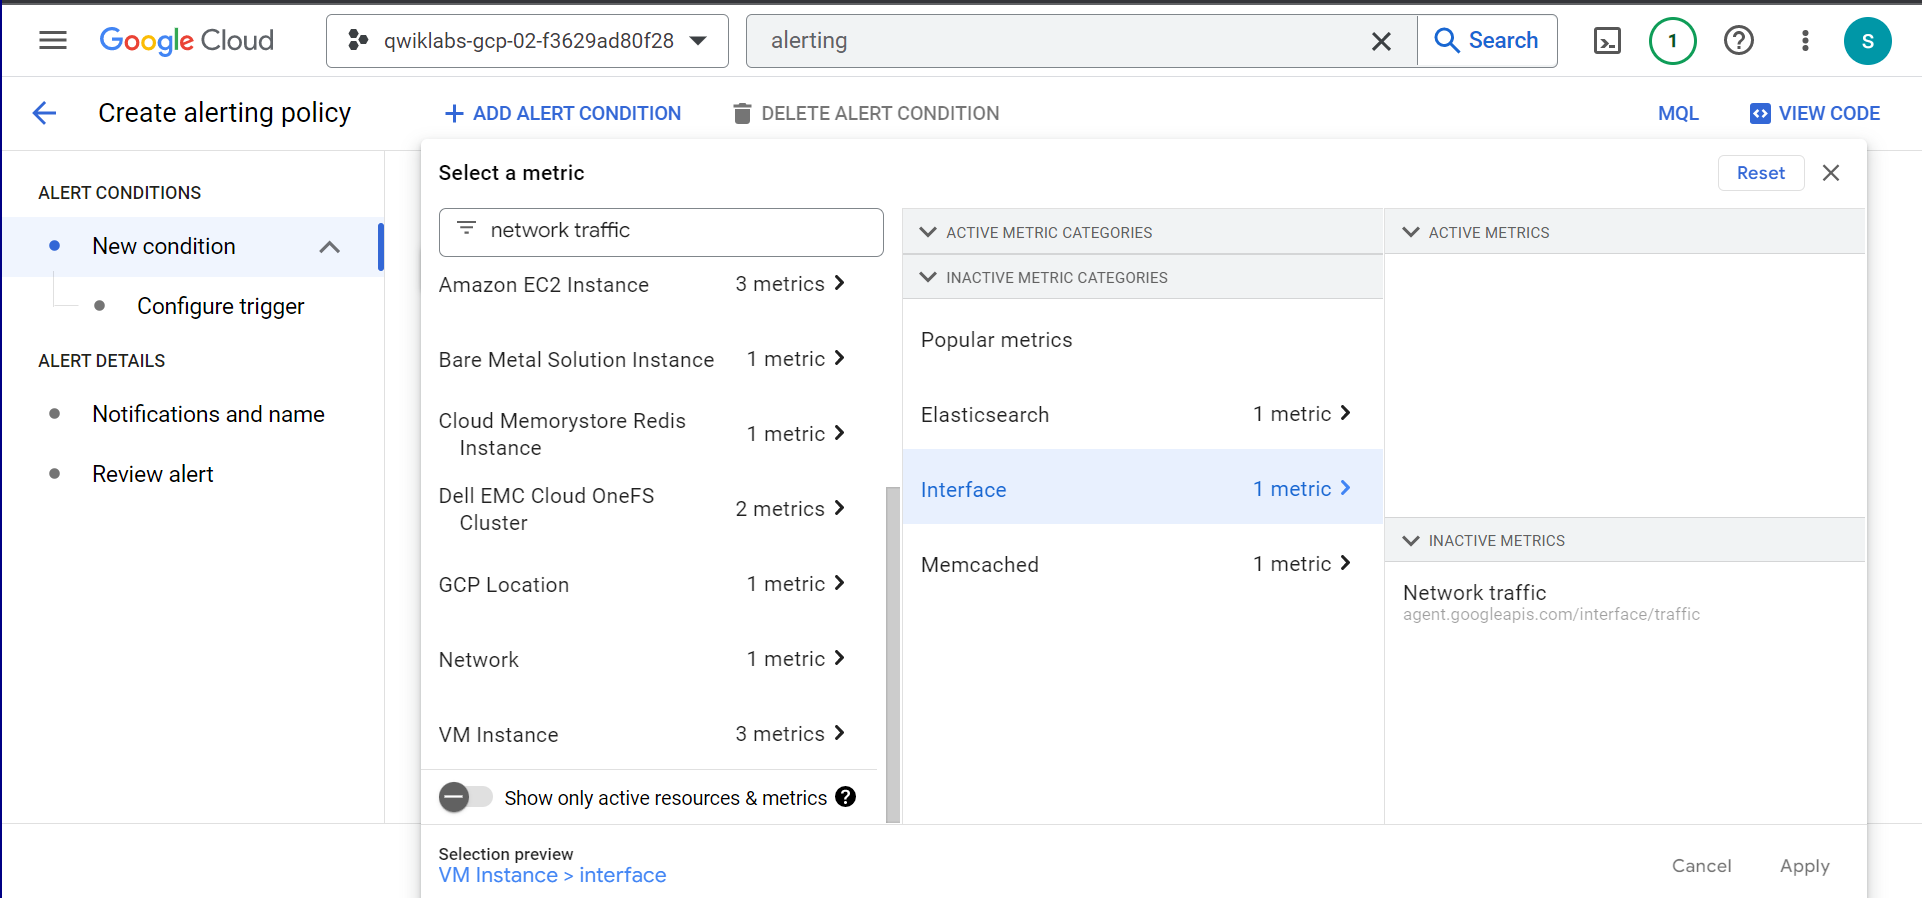 Google Cloud
qwiklabs-gcp-02-f3629ad80f28
alerting
Search
1
S
Create alerting policy
ADD ALERT CONDITION
DELETE ALERT CONDITION
MQL
VIEW CODE
ALERT CONDITIONS
New condition
Configure trigger
ALERT DETAILS
Notifications and name
Review alert
Select a metric
Reset
network traffic
Amazon EC2 Instance 3 metrics
Bare Metal Solution Instance 1 metric
Cloud Memorystore Redis
Instance 1 metric
Dell EMC Cloud OneFS
Cluster 2 metrics
GCP Location 1 metric
Network 1 metric
VM Instance 3 metrics
Show only active resources & metrics
ACTIVE METRIC CATEGORIES
INACTIVE METRIC CATEGORIES
Popular metrics
Elasticsearch 1 metric
Interface 1 metric
Memcached 1 metric
ACTIVE METRICS
INACTIVE METRICS
Network traffic
agent.googleapis.com/interface/traffic
Selection preview
VM Instance > interface
Cancel
Apply